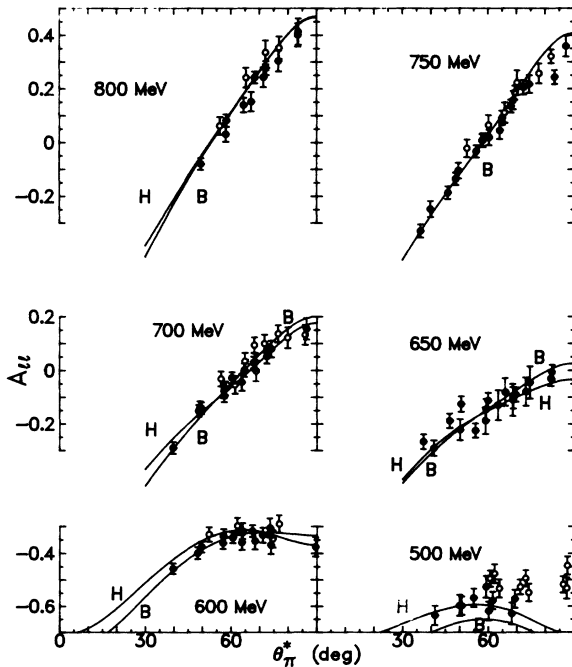 0.4
0.2
0
-0.2
800 MeV
H
B
750 MeV
B
0.2
0
-0.2
700 MeV
B
H
B
650 MeV
B
H
H
B
A_{ℓℓ}
-0.4
-0.6
H
B
600 MeV
500 MeV
H
B
0 30 60 30 60
θ*_π (deg)